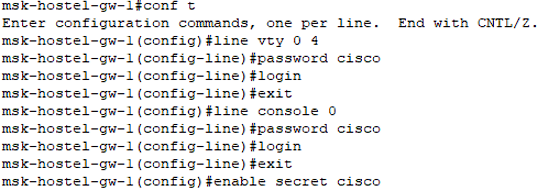 msk-hostel-gw-1#conf t
Enter configuration commands, one per line.  End with CNTL/Z.
msk-hostel-gw-1(config)#line vty 0 4
msk-hostel-gw-1(config-line)#password cisco
msk-hostel-gw-1(config-line)#login
msk-hostel-gw-1(config-line)#exit
msk-hostel-gw-1(config)#line console 0
msk-hostel-gw-1(config-line)#password cisco
msk-hostel-gw-1(config-line)#login
msk-hostel-gw-1(config-line)#exit
msk-hostel-gw-1(config)#enable secret cisco